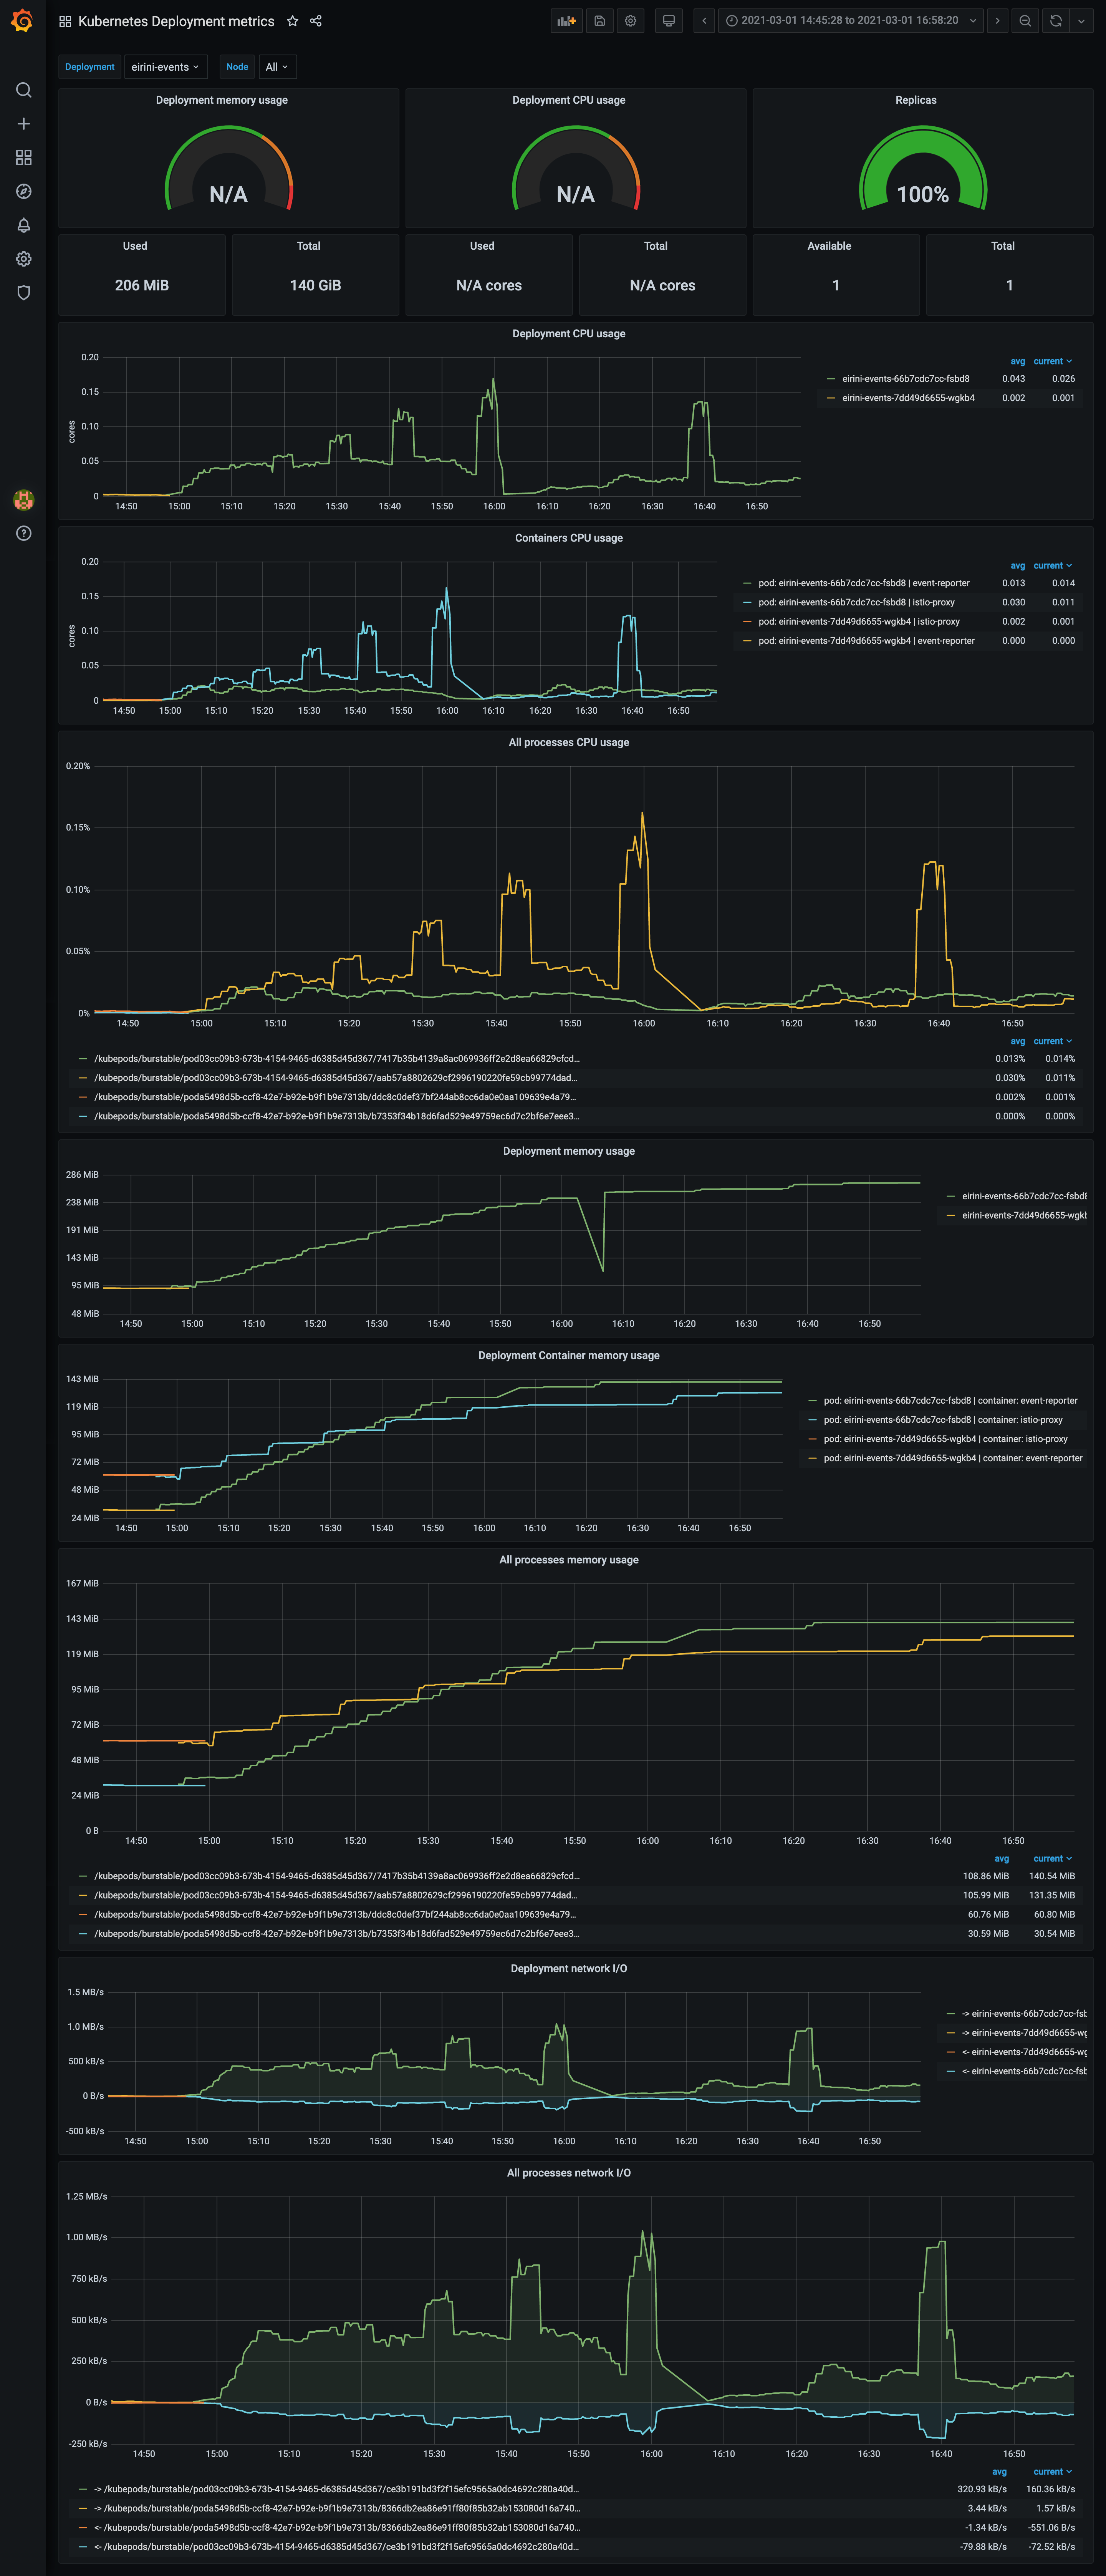 Kubernetes Deployment metrics
2021-03-01 14:45:28 to 2021-03-01 16:58:20
Deployment eirini-events Node All
Deployment memory usage
N/A
Deployment CPU usage
N/A
Replicas
100%
Used
206 MiB
Total
140 GiB
Used
N/A cores
Total
N/A cores
Available
1
Total
1
Deployment CPU usage
cores
0.20
0.15
0.10
0.05
0
14:50 15:00 15:10 15:20 15:30 15:40 15:50 16:00 16:10 16:20 16:30 16:40 16:50
avg current
eirini-events-66b7cdc7cc-fsbd8 0.043 0.026
eirini-events-7dd49d6655-wgkb4 0.002 0.001
Containers CPU usage
cores
0.20
0.15
0.10
0.05
0
14:50 15:00 15:10 15:20 15:30 15:40 15:50 16:00 16:10 16:20 16:30 16:40 16:50
avg current
pod: eirini-events-66b7cdc7cc-fsbd8 | event-reporter 0.013 0.014
pod: eirini-events-66b7cdc7cc-fsbd8 | istio-proxy 0.030 0.011
pod: eirini-events-7dd49d6655-wgkb4 | istio-proxy 0.002 0.001
pod: eirini-events-7dd49d6655-wgkb4 | event-reporter 0.000 0.000
All processes CPU usage
0.20%
0.15%
0.10%
0.05%
0%
14:50 15:00 15:10 15:20 15:30 15:40 15:50 16:00 16:10 16:20 16:30 16:40 16:50
avg current
/kubepods/burstable/pod03cc09b3-673b-4154-9465-d6385d45d367/7417b35b4139a8ac069936ff2e2d8ea66829cfcd... 0.013% 0.014%
/kubepods/burstable/pod03cc09b3-673b-4154-9465-d6385d45d367/aab57a8802629cf2996190220fe59cb99774dad... 0.030% 0.011%
/kubepods/burstable/poda5498d5b-ccf8-42e7-b92e-b9f1b9e7313b/ddc8c0def37bf244ab8cc6da0e0aa109639e4a79... 0.002% 0.001%
/kubepods/burstable/poda5498d5b-ccf8-42e7-b92e-b9f1b9e7313b/b7353f34b18d6fad529e49759ec6d7c2bf6e7eee3... 0.000% 0.000%
Deployment memory usage
286 MiB
238 MiB
191 MiB
143 MiB
95 MiB
48 MiB
14:50 15:00 15:10 15:20 15:30 15:40 15:50 16:00 16:10 16:20 16:30 16:40 16:50
eirini-events-66b7cdc7cc-fsbd8
eirini-events-7dd49d6655-wgkb
Deployment Container memory usage
143 MiB
119 MiB
95 MiB
72 MiB
48 MiB
24 MiB
14:50 15:00 15:10 15:20 15:30 15:40 15:50 16:00 16:10 16:20 16:30 16:40 16:50
pod: eirini-events-66b7cdc7cc-fsbd8 | container: event-reporter
pod: eirini-events-66b7cdc7cc-fsbd8 | container: istio-proxy
pod: eirini-events-7dd49d6655-wgkb4 | container: istio-proxy
pod: eirini-events-7dd49d6655-wgkb4 | container: event-reporter
All processes memory usage
167 MiB
143 MiB
119 MiB
95 MiB
72 MiB
48 MiB
24 MiB
0 B
14:50 15:00 15:10 15:20 15:30 15:40 15:50 16:00 16:10 16:20 16:30 16:40 16:50
avg current
/kubepods/burstable/pod03cc09b3-673b-4154-9465-d6385d45d367/7417b35b4139a8ac069936ff2e2d8ea66829cfcd... 108.86 MiB 140.54 MiB
/kubepods/burstable/pod03cc09b3-673b-4154-9465-d6385d45d367/aab57a8802629cf2996190220fe59cb99774dad... 105.99 MiB 131.35 MiB
/kubepods/burstable/poda5498d5b-ccf8-42e7-b92e-b9f1b9e7313b/ddc8c0def37bf244ab8cc6da0e0aa109639e4a79... 60.76 MiB 60.80 MiB
/kubepods/burstable/poda5498d5b-ccf8-42e7-b92e-b9f1b9e7313b/b7353f34b18d6fad529e49759ec6d7c2bf6e7eee3... 30.59 MiB 30.54 MiB
Deployment network I/O
1.5 MB/s
1.0 MB/s
500 kB/s
0 B/s
-500 kB/s
14:50 15:00 15:10 15:20 15:30 15:40 15:50 16:00 16:10 16:20 16:30 16:40 16:50
-> eirini-events-66b7cdc7cc-fsb
-> eirini-events-7dd49d6655-wg
<- eirini-events-7dd49d6655-wg
<- eirini-events-66b7cdc7cc-fsb
All processes network I/O
1.25 MB/s
1.00 MB/s
750 kB/s
500 kB/s
250 kB/s
0 B/s
-250 kB/s
14:50 15:00 15:10 15:20 15:30 15:40 15:50 16:00 16:10 16:20 16:30 16:40 16:50
avg current
-> /kubepods/burstable/pod03cc09b3-673b-4154-9465-d6385d45d367/ce3b191bd3f2f15efc9565a0dc4692c280a40d... 320.93 kB/s 160.36 kB/s
-> /kubepods/burstable/poda5498d5b-ccf8-42e7-b92e-b9f1b9e7313b/8366db2ea86e91ff80f85b32ab153080d16a740... 3.44 kB/s 1.57 kB/s
<- /kubepods/burstable/poda5498d5b-ccf8-42e7-b92e-b9f1b9e7313b/8366db2ea86e91ff80f85b32ab153080d16a740... -1.34 kB/s -551.06 B/s
<- /kubepods/burstable/pod03cc09b3-673b-4154-9465-d6385d45d367/ce3b191bd3f2f15efc9565a0dc4692c280a40d... -79.88 kB/s -72.52 kB/s